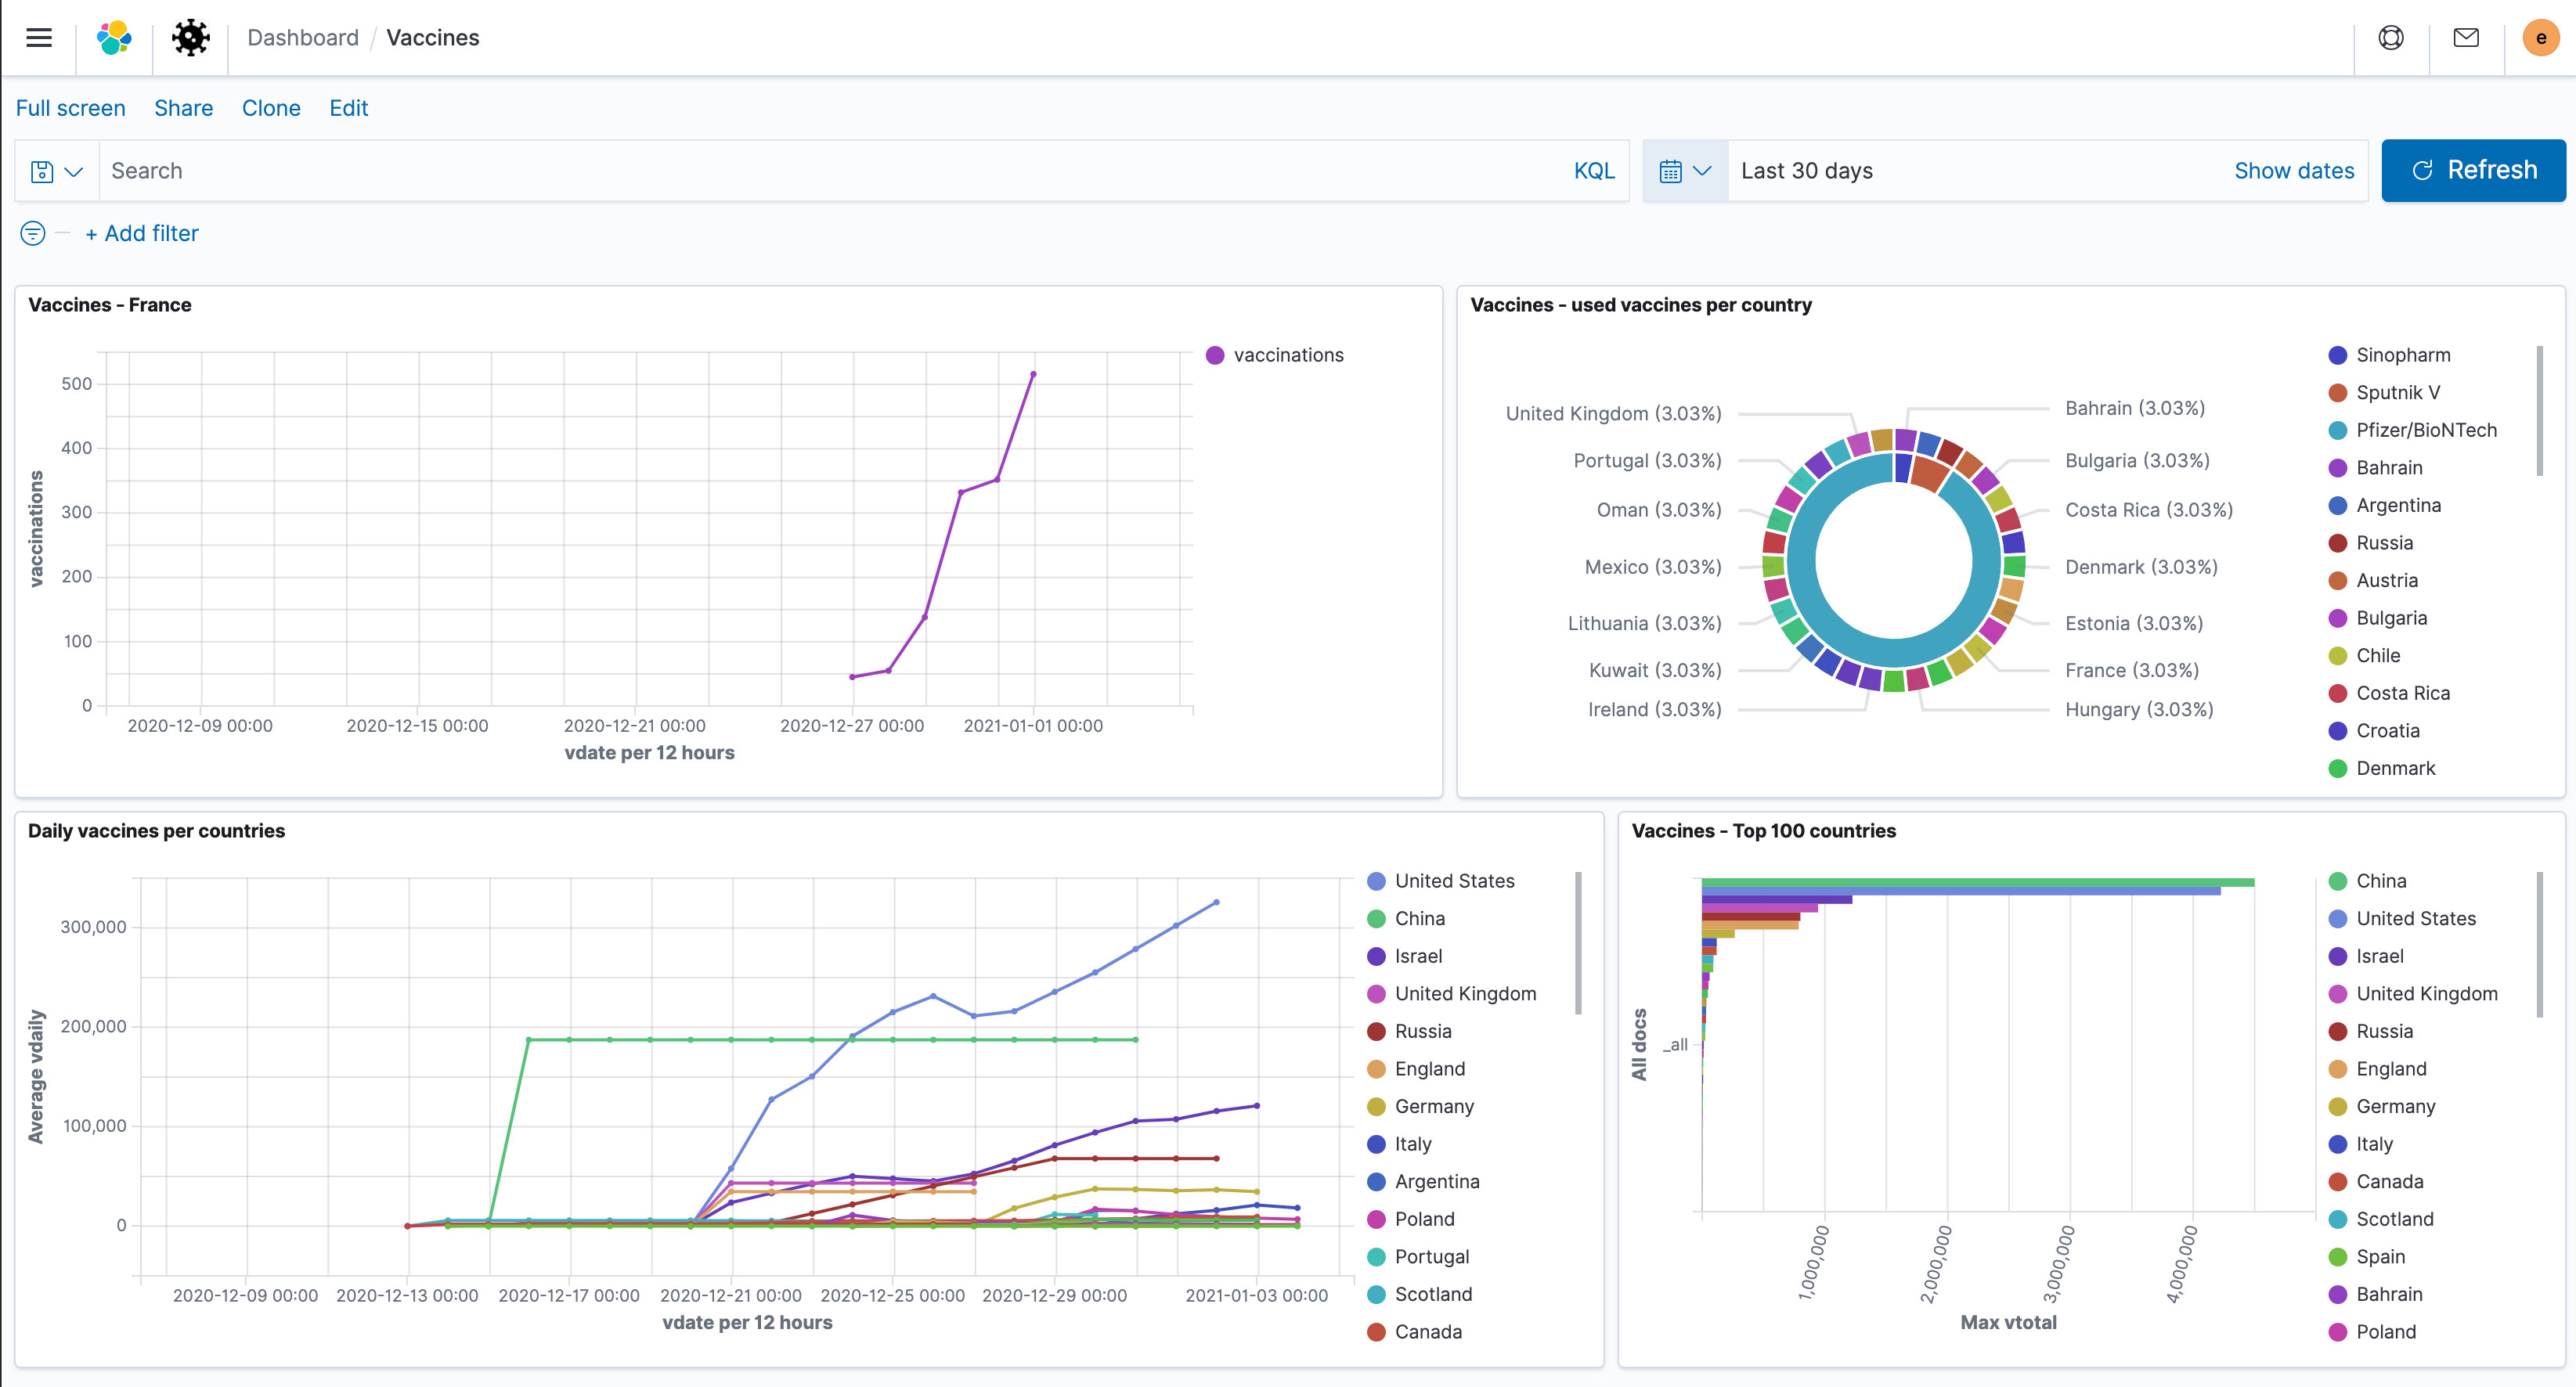 Dashboard / Vaccines
e
Full screen Share Clone Edit
Search KQL
Last 30 days Show dates
Refresh
+ Add filter
Vaccines - France
500
400
300
200
100
0
vaccinations
2020-12-09 00:00 2020-12-15 00:00 2020-12-21 00:00 2020-12-27 00:00 2021-01-01 00:00
vdate per 12 hours
vaccinations
Vaccines - used vaccines per country
United Kingdom (3.03%)
Portugal (3.03%)
Oman (3.03%)
Mexico (3.03%)
Lithuania (3.03%)
Kuwait (3.03%)
Ireland (3.03%)
Bahrain (3.03%)
Bulgaria (3.03%)
Costa Rica (3.03%)
Denmark (3.03%)
Estonia (3.03%)
France (3.03%)
Hungary (3.03%)
Sinopharm
Sputnik V
Pfizer/BioNTech
Bahrain
Argentina
Russia
Austria
Bulgaria
Chile
Costa Rica
Croatia
Denmark
Daily vaccines per countries
300,000
200,000
100,000
0
Average vdaily
2020-12-09 00:00 2020-12-13 00:00 2020-12-17 00:00 2020-12-21 00:00 2020-12-25 00:00 2020-12-29 00:00 2021-01-03 00:00
vdate per 12 hours
United States
China
Israel
United Kingdom
Russia
England
Germany
Italy
Argentina
Poland
Portugal
Scotland
Canada
Vaccines - Top 100 countries
All docs
_all
1,000,000 2,000,000 3,000,000 4,000,000
Max vtotal
China
United States
Israel
United Kingdom
Russia
England
Germany
Italy
Canada
Scotland
Spain
Bahrain
Poland